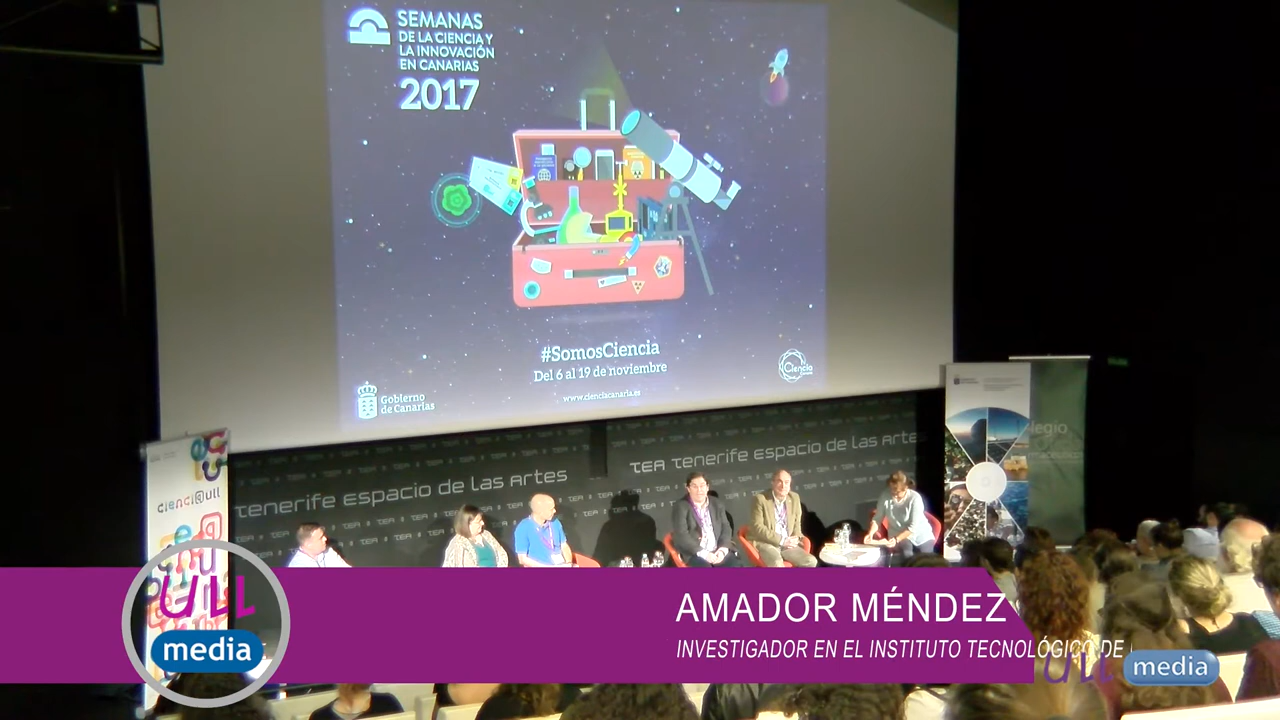 SEMANAS
DE LA CIENCIA Y
LA INNOVACIÓN
EN CANARIAS
2017
#SomosCiencia
Del 6 al 19 de noviembre
www.cienciacanaria.es
Gobierno
de Canarias
Ciencia
cienci@ull
Tenerife Espacio de las Artes
TEA Tenerife Espacio de las Artes
legio
ULL
media
AMADOR MÉNDEZ
INVESTIGADOR EN EL INSTITUTO TECNOLÓGICO DE
ULL media